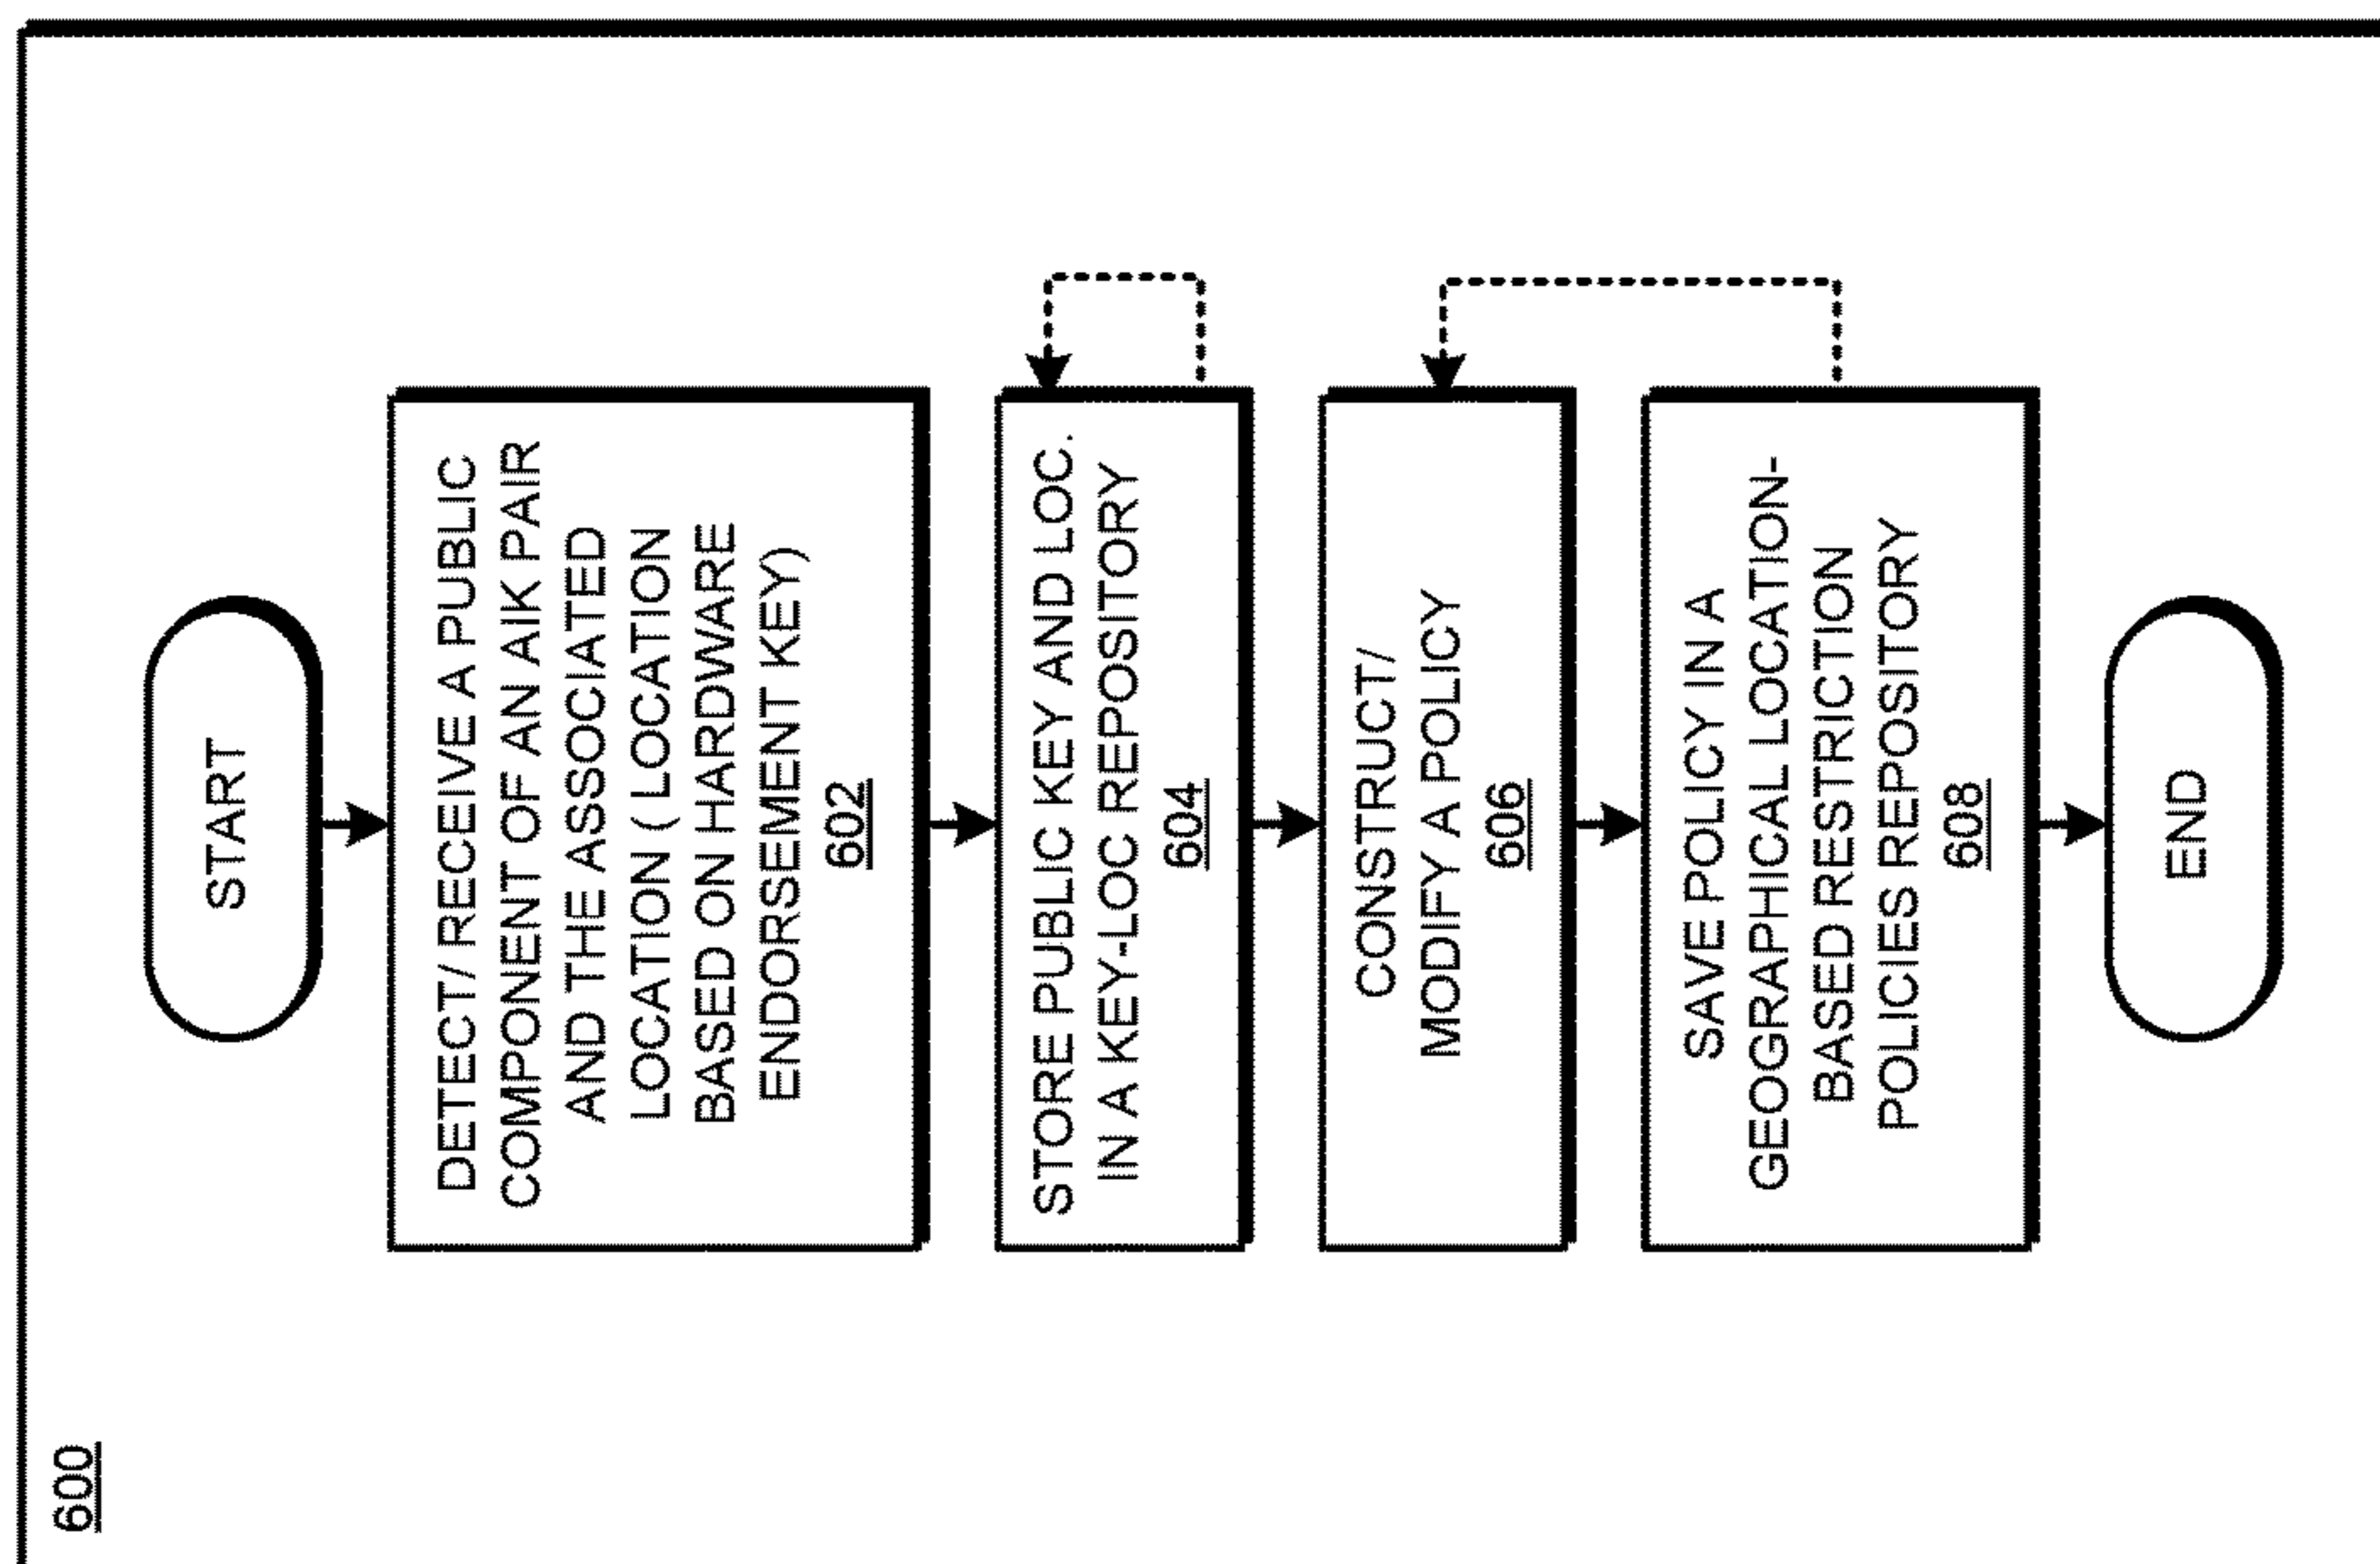 600
START
DETECT/ RECEIVE A PUBLIC
COMPONENT OF AN AIK PAIR
AND THE ASSOCIATED
LOCATION ( LOCATION
BASED ON HARDWARE
ENDORSEMENT KEY)
602
STORE PUBLIC KEY AND LOC.
IN A KEY-LOC REPOSITORY
604
CONSTRUCT/
MODIFY A POLICY
606
SAVE POLICY IN A
GEOGRAPHICAL LOCATION-
BASED RESTRICTION
POLICIES REPOSITORY
608
END